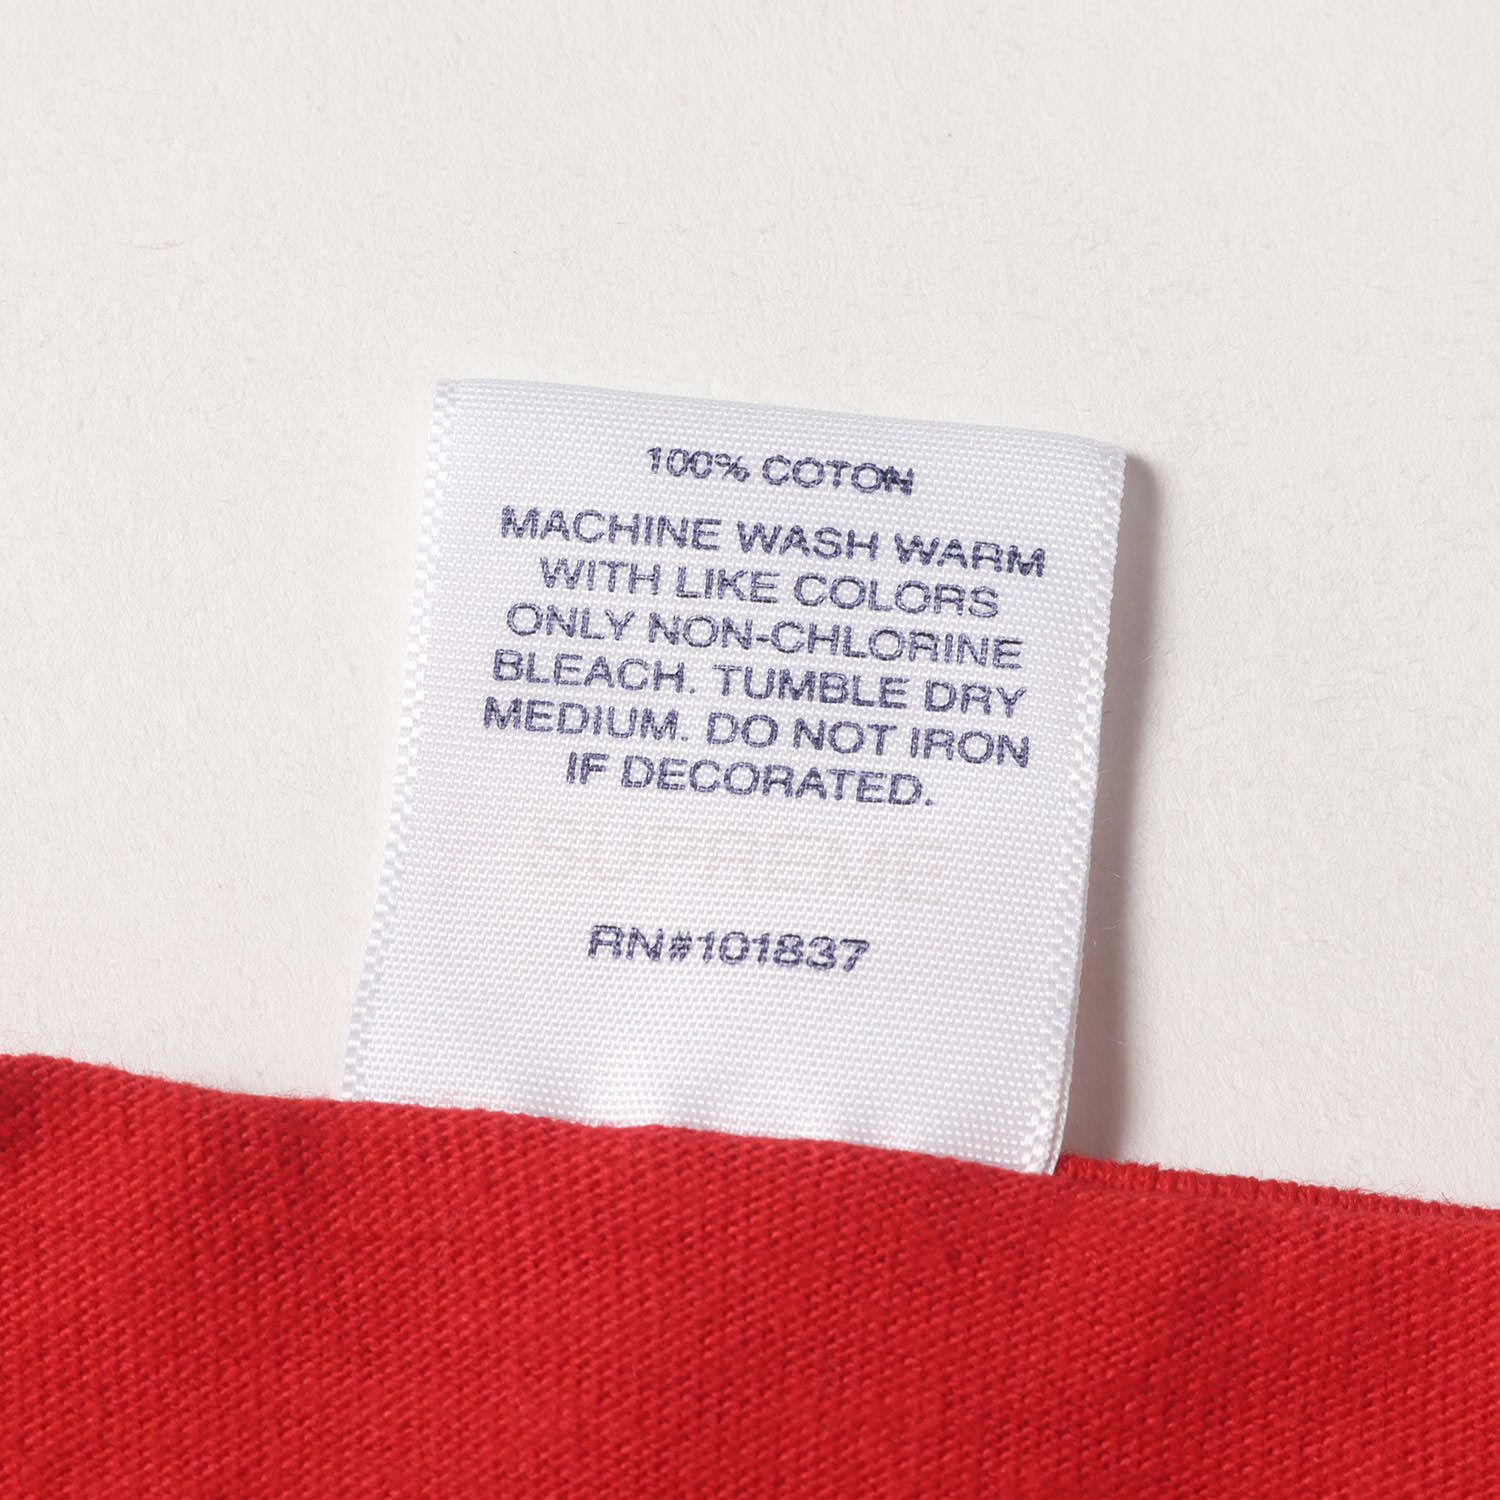 100% COTON
MACHINE WASH WARM
WITH LIKE COLORS
ONLY NON-CHLORINE
BLEACH. TUMBLE DRY
MEDIUM. DO NOT IRON
IF DECORATED.
RN#101837